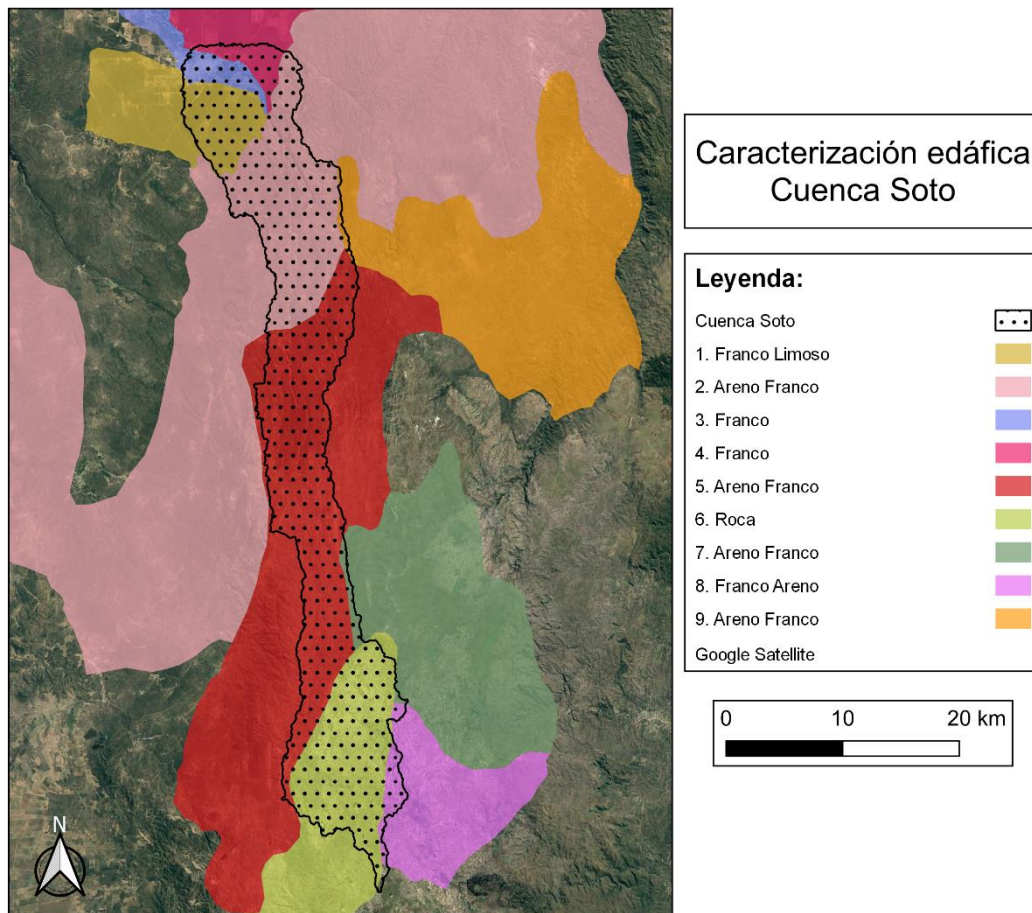 Caracterización edáfica
Cuenca Soto
Leyenda:
Cuenca Soto
1. Franco Limoso
2. Areno Franco
3. Franco
4. Franco
5. Areno Franco
6. Roca
7. Areno Franco
8. Franco Areno
9. Areno Franco
Google Satellite
0 10 20 km
N